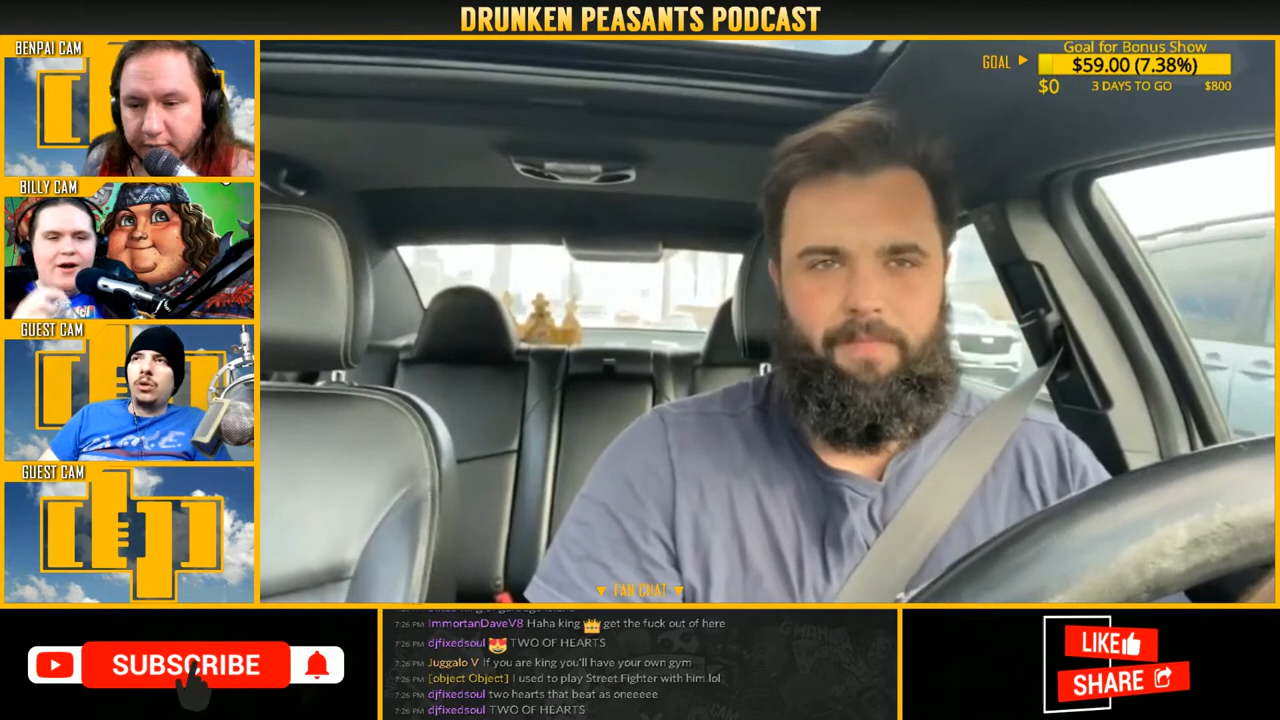 DRUNKEN PEASANTS PODCAST
BENPAI CAM
BILLY CAM
GUEST CAM
GUEST CAM
Goal for Bonus Show
GOAL
$59.00 (7.38%)
$0 3 DAYS TO GO $800
▼ FAN CHAT ▼
7:26 PM ImmortanDaveV8 Haha king 👑 get the fuck out of here
7:26 PM djfixedsoul 😻 TWO OF HEARTS
7:26 PM Juggalo V If you are king you'll have your own gym
7:26 PM [object Object] I used to play Street Fighter with him lol
7:26 PM djfixedsoul two hearts that beat as oneeeee
7:26 PM djfixedsoul TWO OF HEARTS
SUBSCRIBE
LIKE
SHARE